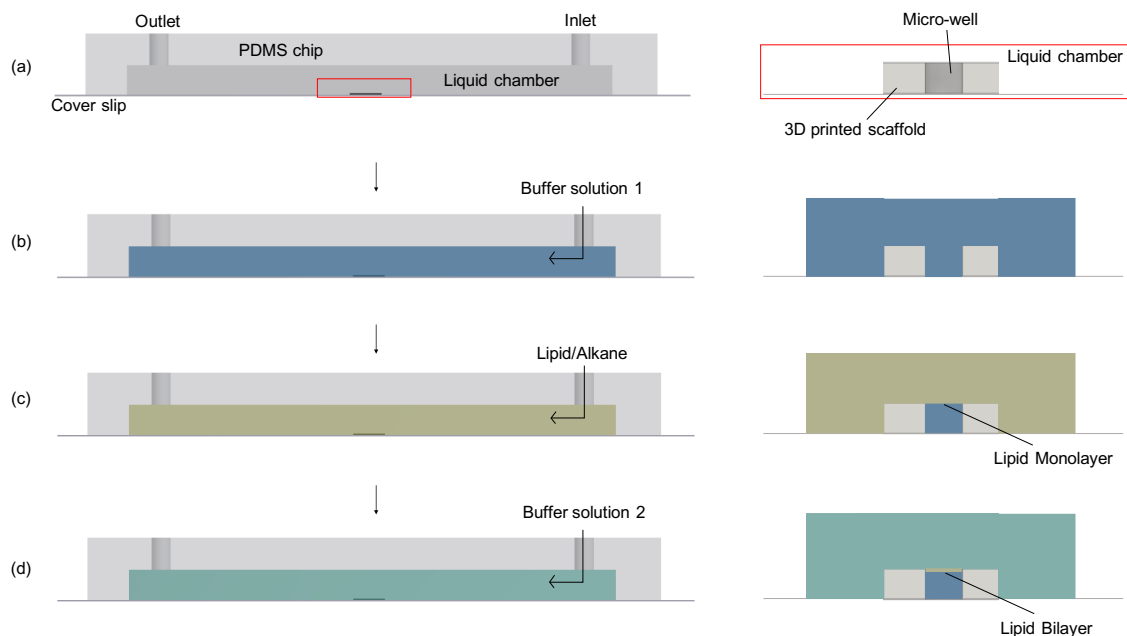 Outlet
Inlet
PDMS chip
(a)
Liquid chamber
Cover slip
Micro-well
Liquid chamber
3D printed scaffold
Buffer solution 1
(b)
Lipid/Alkane
(c)
Lipid Monolayer
Buffer solution 2
(d)
Lipid Bilayer